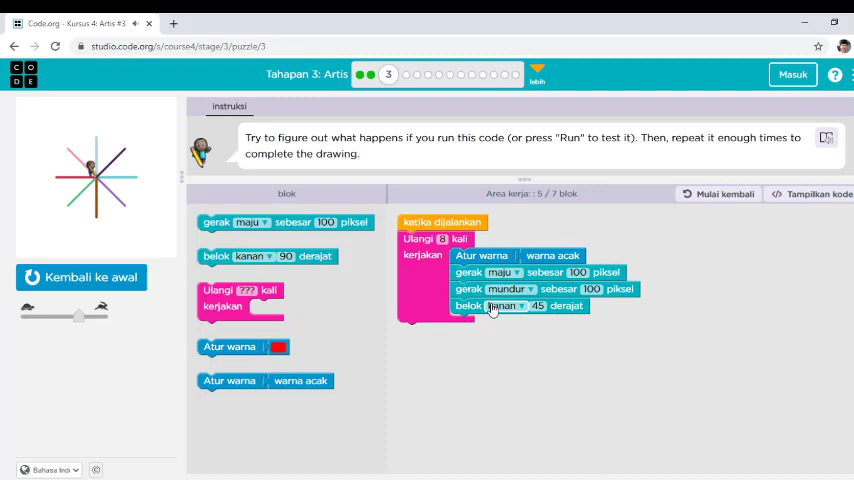 Code.org - Kursus 4: Artis #3
studio.code.org/s/course4/stage/3/puzzle/3
C O
D E
Tahapan 3: Artis
3
lebih
Masuk
?
instruksi
Try to figure out what happens if you run this code (or press "Run" to test it). Then, repeat it enough times to
complete the drawing.
blok
Area kerja: : 5 / 7 blok
Mulai kembali
</> Tampilkan kode
gerak maju sebesar 100 piksel
belok kanan 90 derajat
Ulangi ??? kali
kerjakan
Atur warna
Atur warna warna acak
ketika dijalankan
Ulangi 8 kali
kerjakan
Atur warna warna acak
gerak maju sebesar 100 piksel
gerak mundur sebesar 100 piksel
belok kanan 45 derajat
Kembali ke awal
Bahasa Ind
©